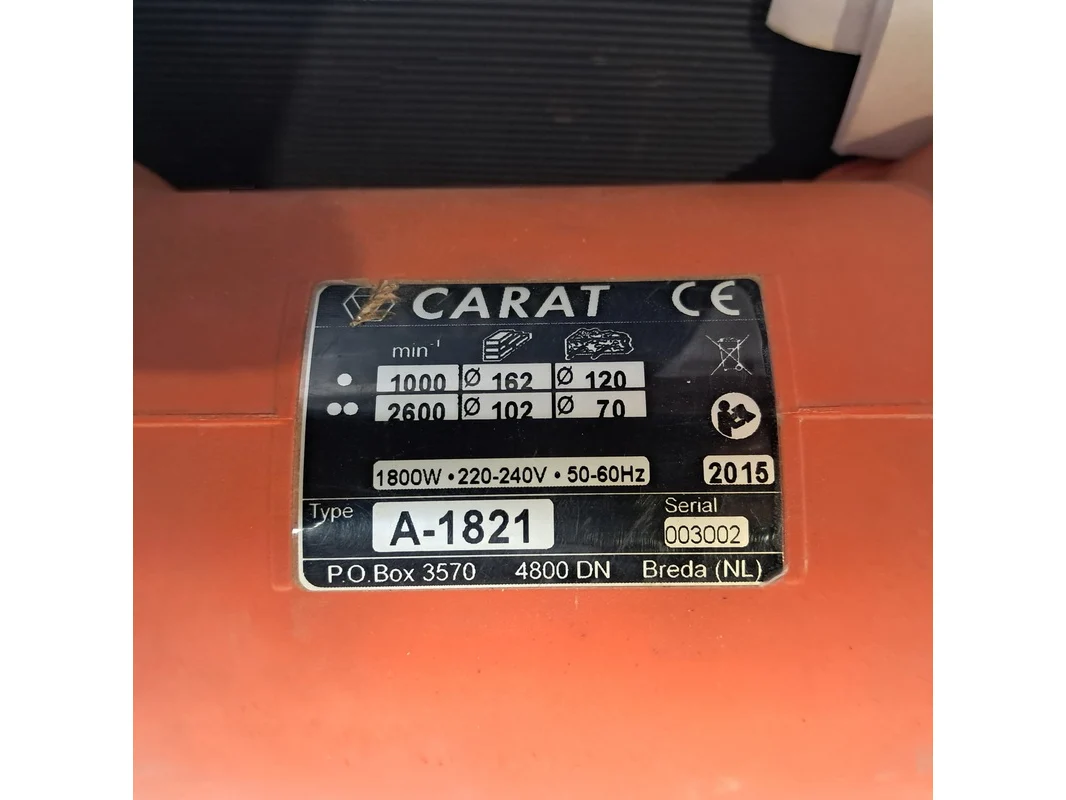 CARAT CE
min⁻¹
1000 Ø 162 Ø 120
2600 Ø 102 Ø 70
1800W • 220-240V • 50-60Hz 2015
Type A-1821 Serial 003002
P.O.Box 3570 4800 DN Breda (NL)